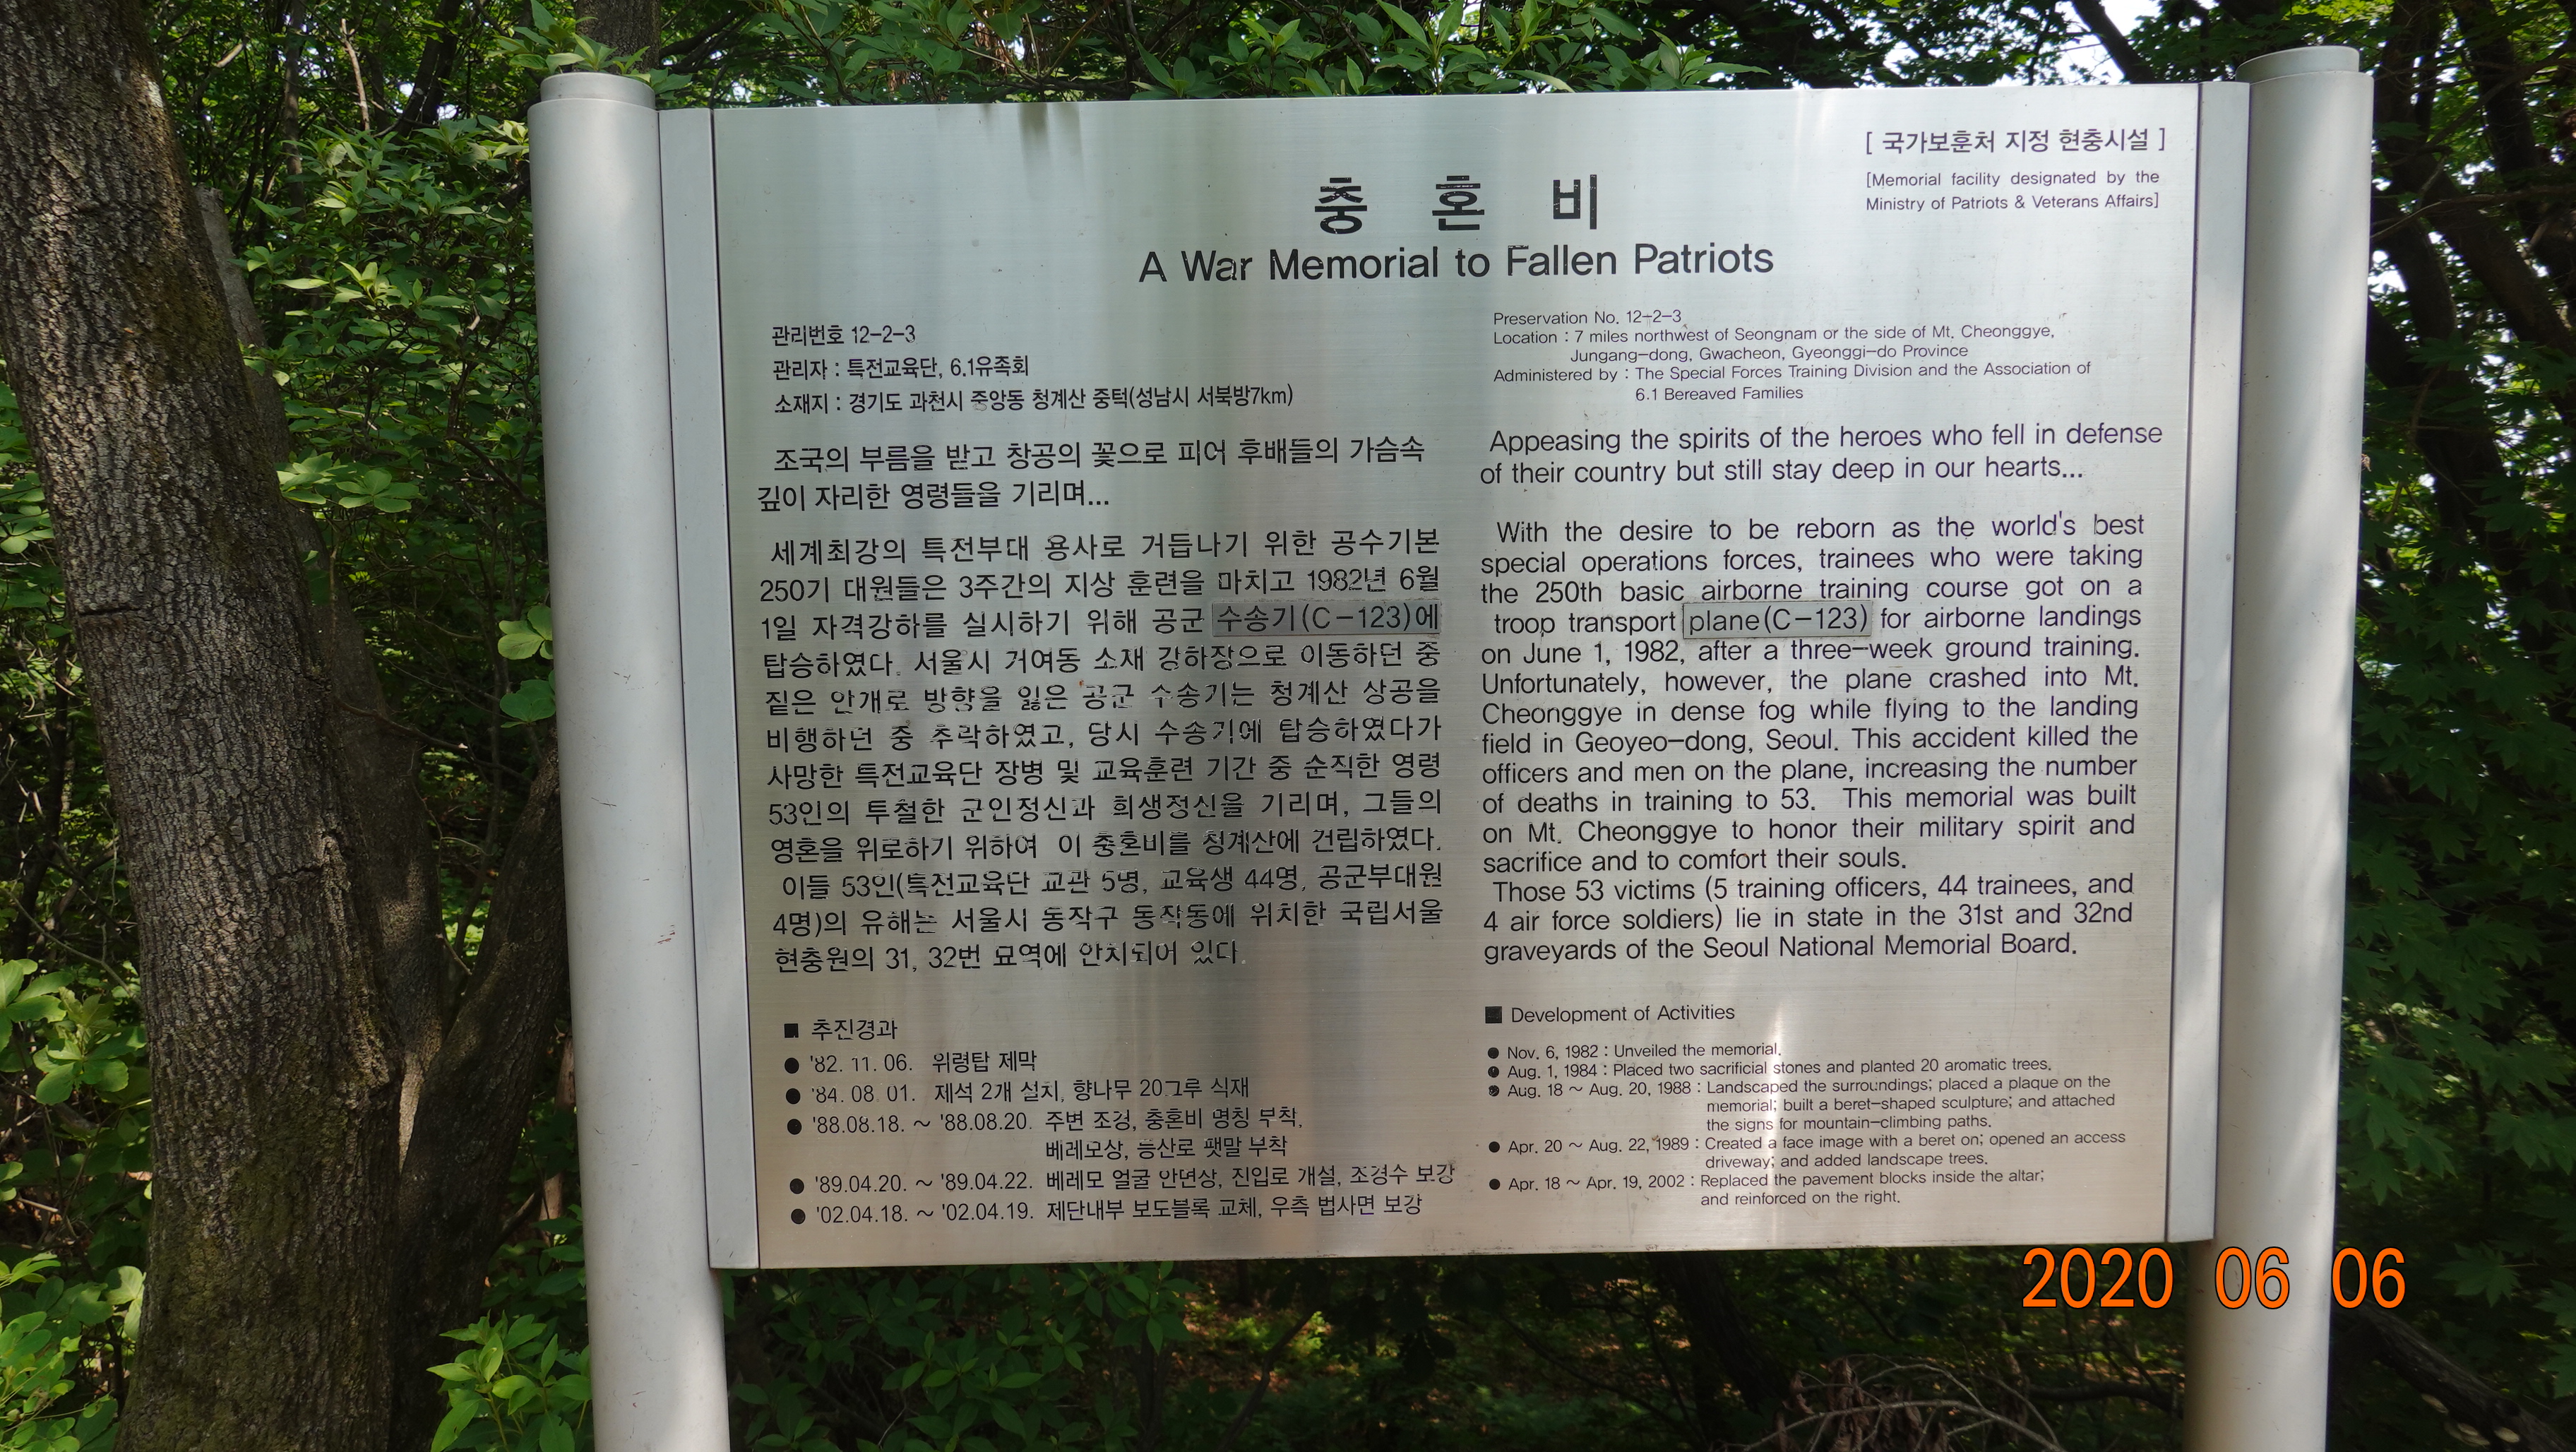 [ 국가보훈처 지정 현충시설 ]
[Memorial facility designated by the
Ministry of Patriots & Veterans Affairs]
충 혼 비
A War Memorial to Fallen Patriots
관리번호 12-2-3
관리자 : 특전교육단, 6.1유족회
소재지 : 경기도 과천시 중앙동 청계산 중턱(성남시 서북방7km)
조국의 부름을 받고 창공의 꽃으로 피어 후배들의 가슴속
깊이 자리한 영령들을 기리며...
세계최강의 특전부대 용사로 거듭나기 위한 공수기본
250기 대원들은 3주간의 지상 훈련을 마치고 1982년 6월
1일 자격강하를 실시하기 위해 공군 수송기(C-123)에
탑승하였다. 서울시 거여동 소재 강하장으로 이동하던 중
짙은 안개로 방향을 잃은 공군 수송기는 청계산 상공을
비행하던 중 추락하였고, 당시 수송기에 탑승하였다가
사망한 특전교육단 장병 및 교육훈련 기간 중 순직한 영령
53인의 투철한 군인정신과 희생정신을 기리며, 그들의
영혼을 위로하기 위하여 이 충혼비를 청계산에 건립하였다.
이들 53인(특전교육단 교관 5명, 교육생 44명, 공군부대원
4명)의 유해는 서울시 동작구 동작동에 위치한 국립서울
현충원의 31, 32번 묘역에 안치되어 있다.
■ 추진경과
● '82. 11. 06. 위령탑 제막
● '84. 08. 01. 제석 2개 설치, 향나무 20그루 식재
● '88.08.18. ~ '88.08.20. 주변 조경, 충혼비 명칭 부착,
베레모상, 등산로 팻말 부착
● '89.04.20. ~ '89.04.22. 베레모 얼굴 안면상, 진입로 개설, 조경수 보강
● '02.04.18. ~ '02.04.19. 제단내부 보도블록 교체, 우측 법사면 보강
Preservation No. 12-2-3
Location : 7 miles northwest of Seongnam or the side of Mt. Cheonggye,
Jungang-dong, Gwacheon, Gyeonggi-do Province
Administered by : The Special Forces Training Division and the Association of
6.1 Bereaved Families
Appeasing the spirits of the heroes who fell in defense
of their country but still stay deep in our hearts...
With the desire to be reborn as the world's best
special operations forces, trainees who were taking
the 250th basic airborne training course got on a
troop transport plane(C-123) for airborne landings
on June 1, 1982, after a three-week ground training.
Unfortunately, however, the plane crashed into Mt.
Cheonggye in dense fog while flying to the landing
field in Geoyeo-dong, Seoul. This accident killed the
officers and men on the plane, increasing the number
of deaths in training to 53. This memorial was built
on Mt. Cheonggye to honor their military spirit and
sacrifice and to comfort their souls.
Those 53 victims (5 training officers, 44 trainees, and
4 air force soldiers) lie in state in the 31st and 32nd
graveyards of the Seoul National Memorial Board.
■ Development of Activities
● Nov. 6, 1982 : Unveiled the memorial.
● Aug. 1, 1984 : Placed two sacrificial stones and planted 20 aromatic trees.
● Aug. 18 ~ Aug. 20, 1988 : Landscaped the surroundings; placed a plaque on the
memorial; built a beret-shaped sculpture; and attached
the signs for mountain-climbing paths.
● Apr. 20 ~ Aug. 22, 1989 : Created a face image with a beret on; opened an access
driveway; and added landscape trees.
● Apr. 18 ~ Apr. 19, 2002 : Replaced the pavement blocks inside the altar;
and reinforced on the right.
2020 06 06